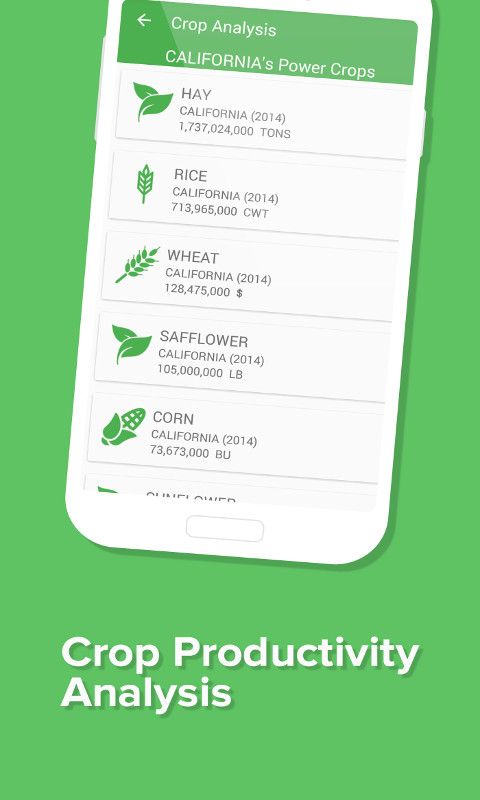 Crop Analysis
CALIFORNIA's Power Crops
HAY
CALIFORNIA (2014)
1,737,024,000 TONS
RICE
CALIFORNIA (2014)
713,965,000 CWT
WHEAT
CALIFORNIA (2014)
128,475,000 $
SAFFLOWER
CALIFORNIA (2014)
105,000,000 LB
CORN
CALIFORNIA (2014)
73,673,000 BU
SUNFLOWER
Crop Productivity
Analysis